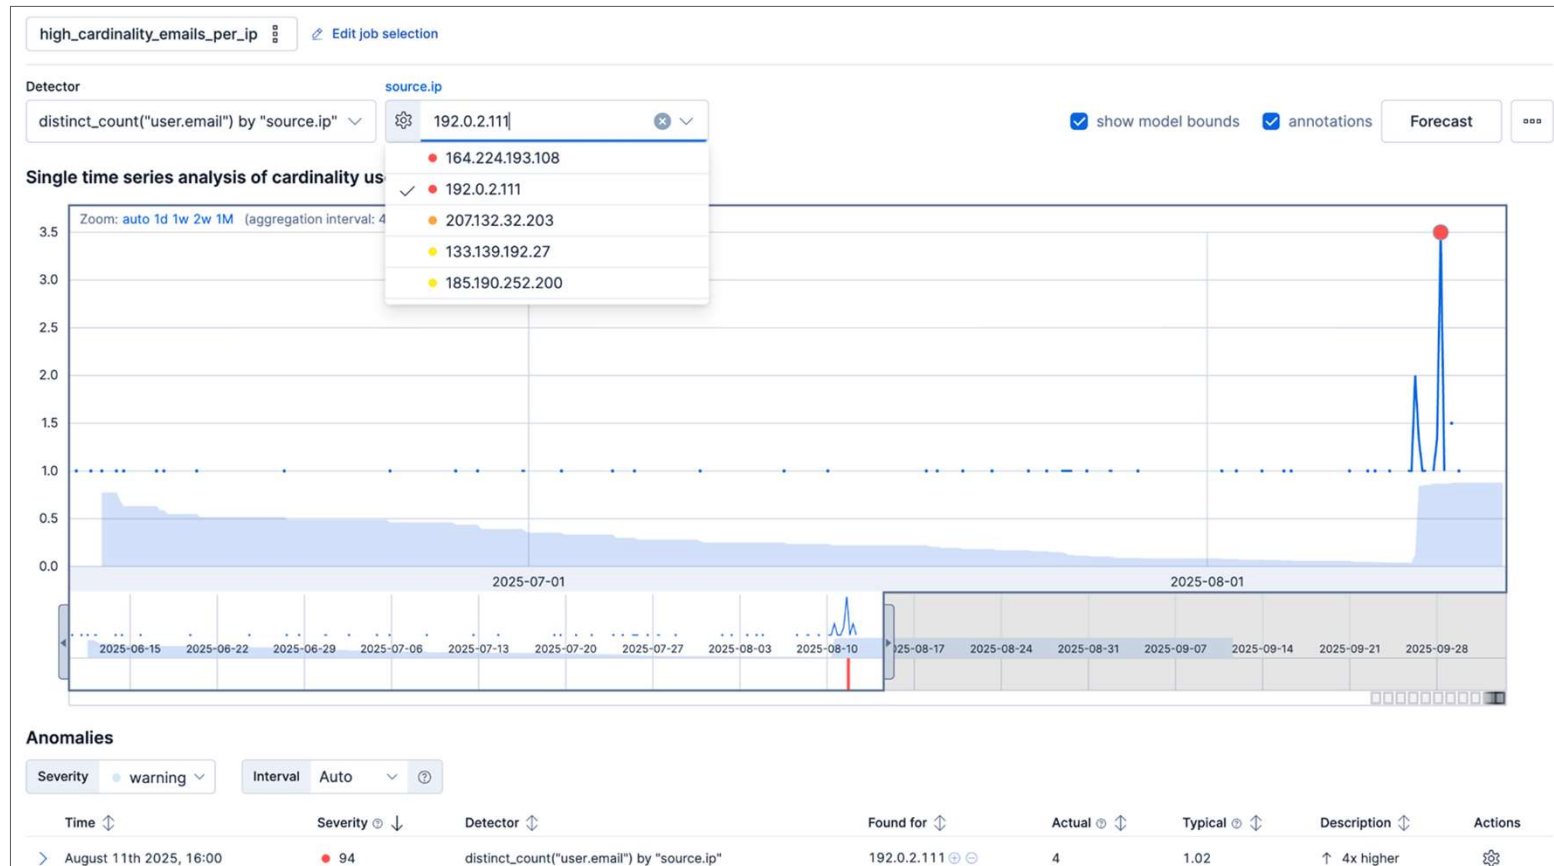 high_cardinality_emails_per_ip Edit job selection
Detector source.ip
distinct_count("user.email") by "source.ip" 192.0.2.111 show model bounds annotations Forecast
164.224.193.108
192.0.2.111
207.132.32.203
133.139.192.27
185.190.252.200
Single time series analysis of cardinality us
Zoom: auto 1d 1w 2w 1M (aggregation interval: 4
3.5
3.0
2.5
2.0
1.5
1.0
0.5
0.0
2025-07-01 2025-08-01
2025-06-15 2025-06-22 2025-06-29 2025-07-06 2025-07-13 2025-07-20 2025-07-27 2025-08-03 2025-08-10 25-08-17 2025-08-24 2025-08-31 2025-09-07 2025-09-14 2025-09-21 2025-09-28
Anomalies
Severity warning Interval Auto
Time Severity Detector Found for Actual Typical Description Actions
August 11th 2025, 16:00 94 distinct_count("user.email") by "source.ip" 192.0.2.111 4 1.02 ↑ 4x higher